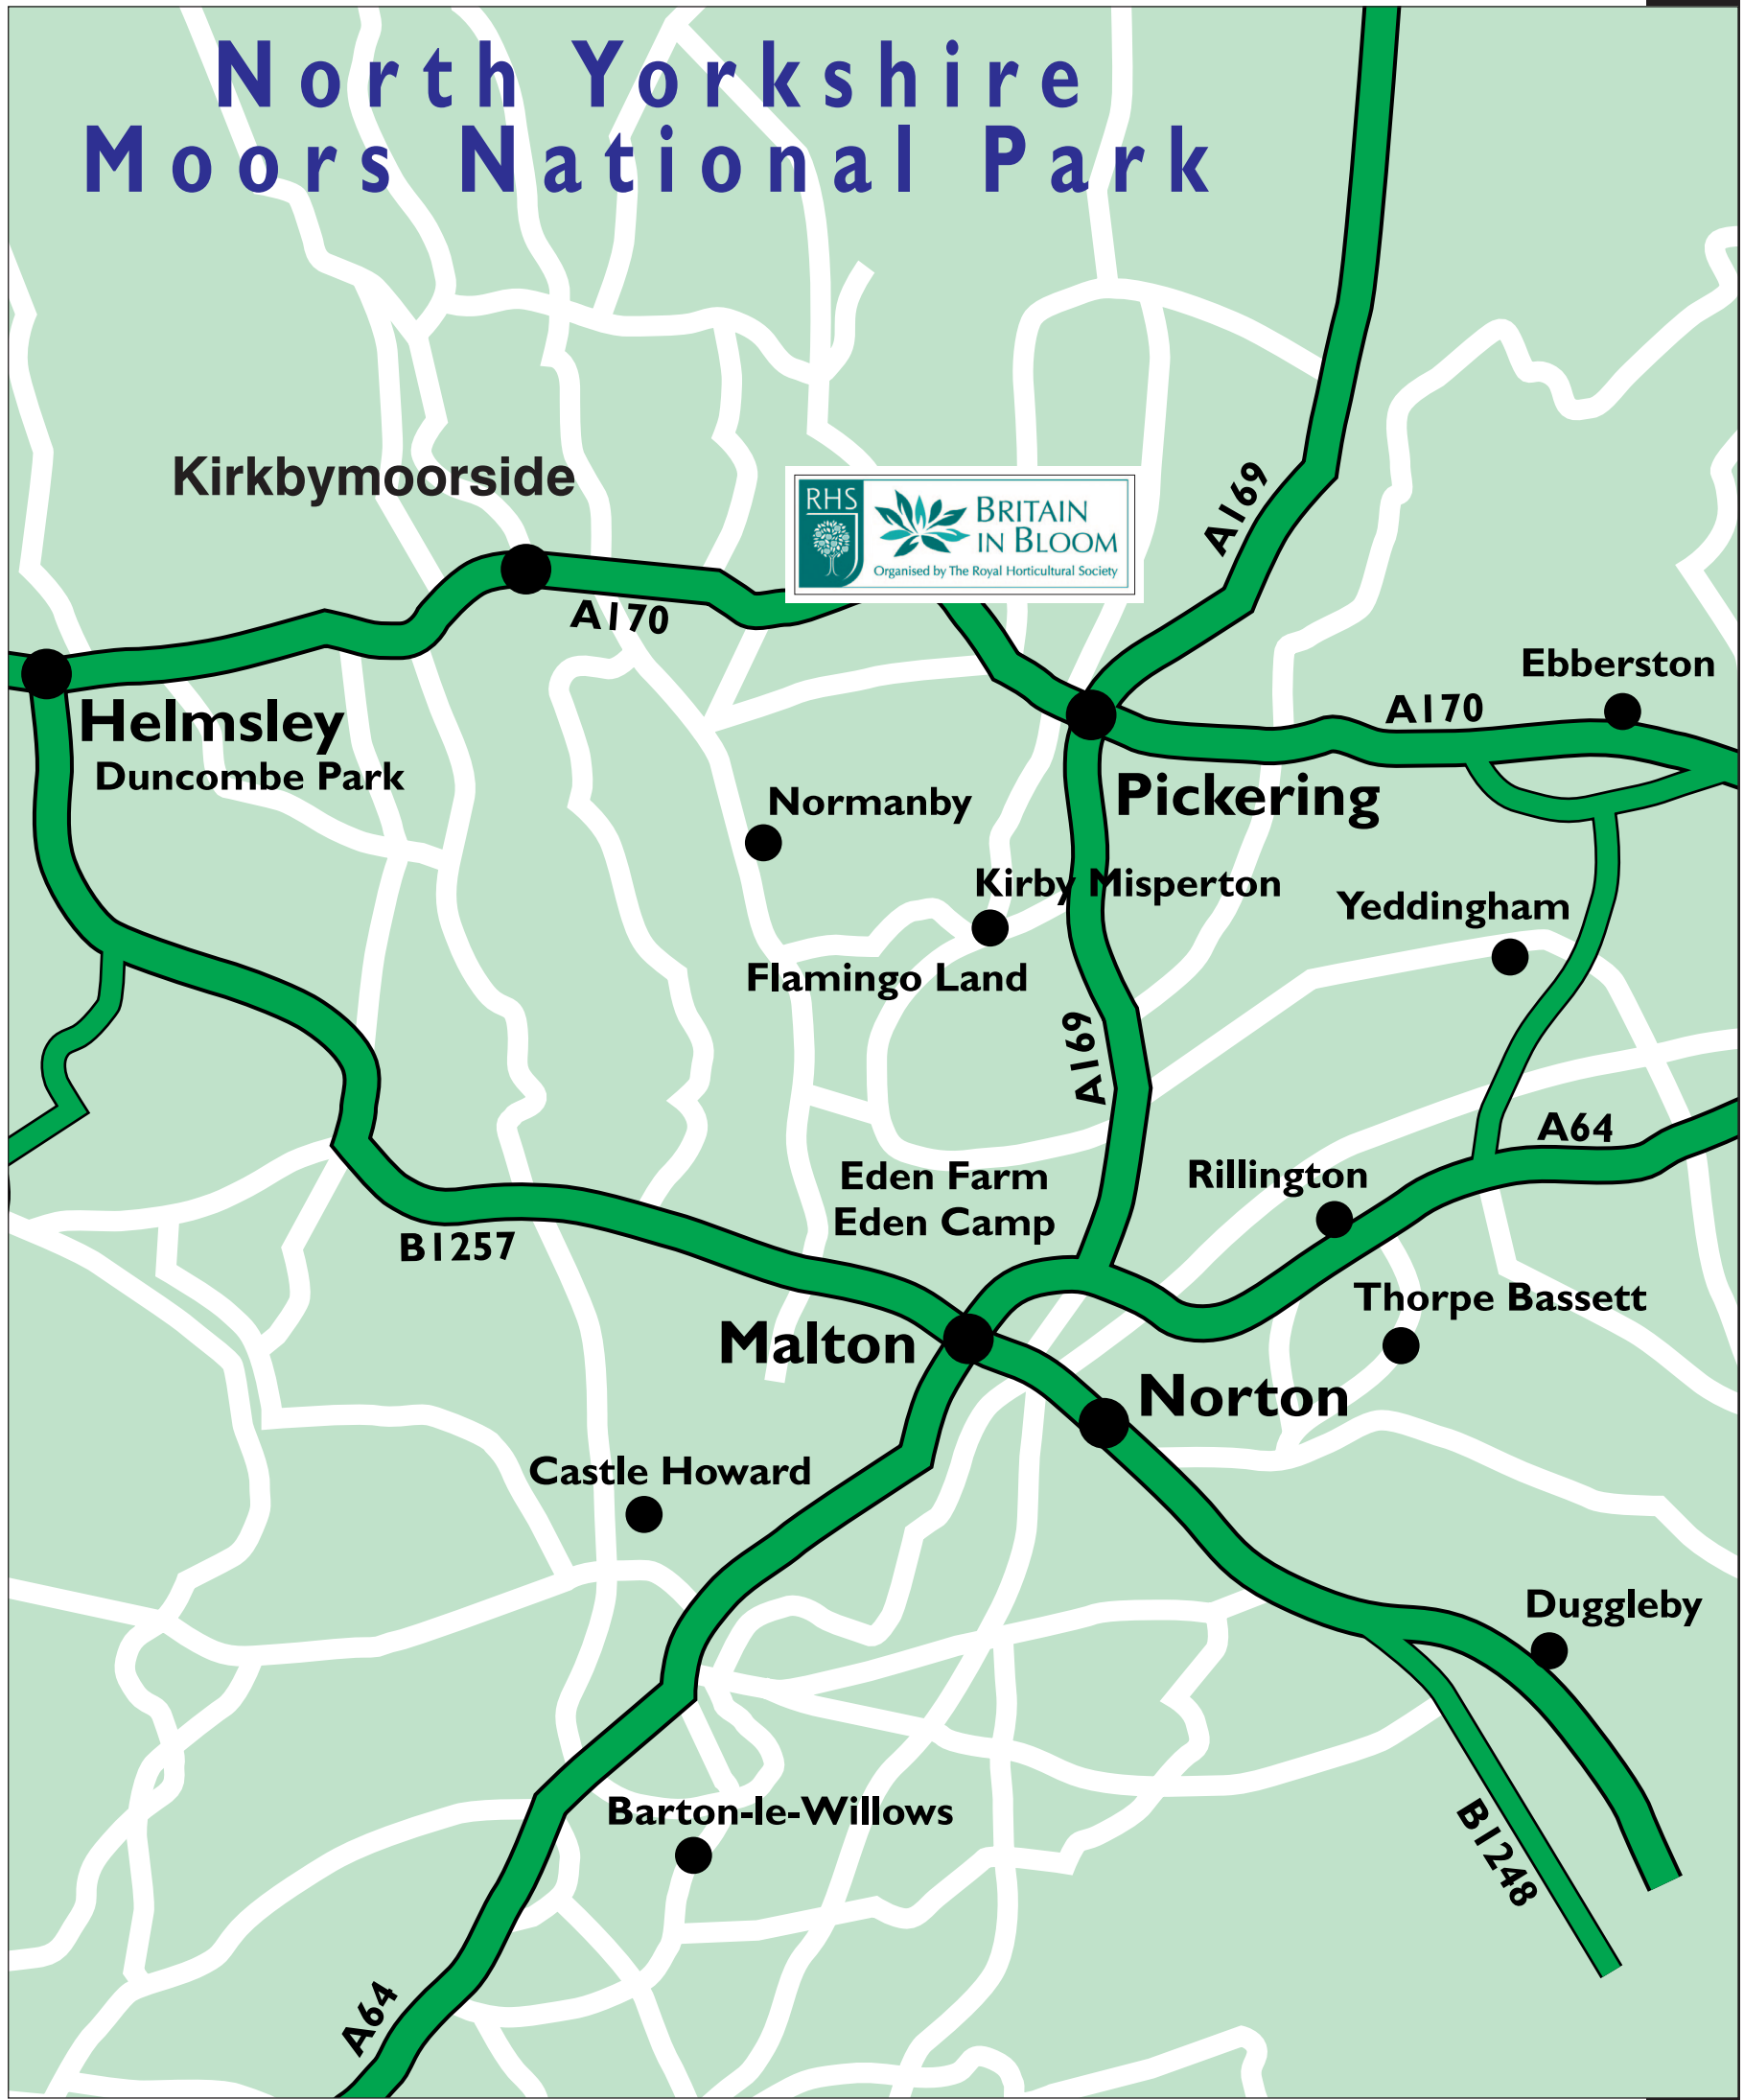 North Yorkshire
Moors National Park
Kirkbymoorside
RHS
BRITAIN
IN BLOOM
Organised by The Royal Horticultural Society
A169
A170
Ebberston
A170
Helmsley
Duncombe Park
Pickering
Normanby
Kirby Misperton
Yeddingham
Flamingo Land
A169
A64
Eden Farm
Eden Camp
Rillington
B1257
Thorpe Bassett
Malton
Norton
Castle Howard
Duggleby
Barton-le-Willows
B1248
A64